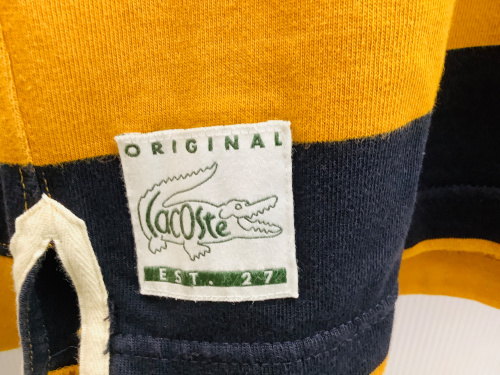 ORIGINAL
Lacoste
EST. 27